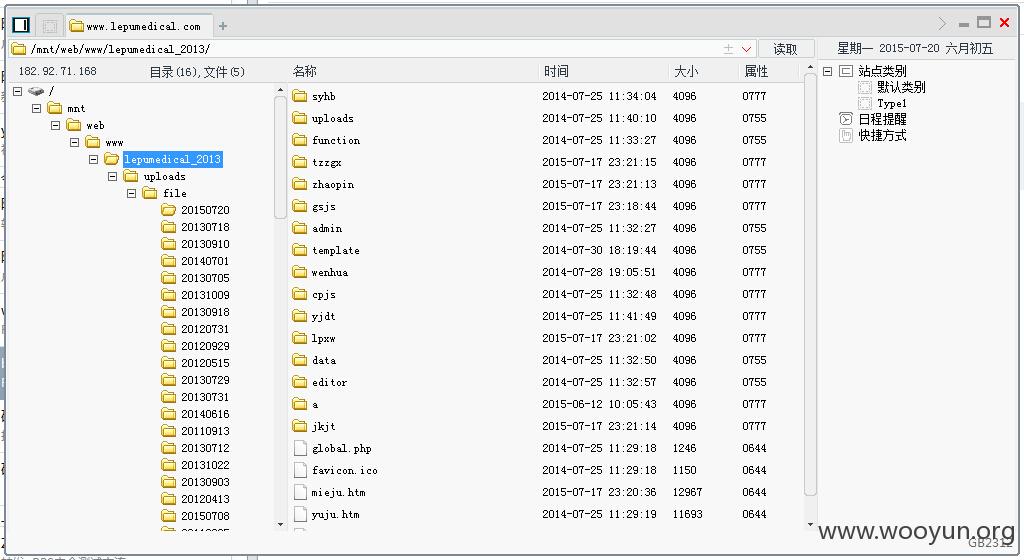 www.lepumedical.com
/mnt/web/www/lepumedical_2013/
读取
星期一 2015-07-20 六月初五
182.92.71.168
目录(16),文件(5)
名称 时间 大小 属性
/
mnt
web
www
lepumedical_2013
uploads
file
20150720
20130718
20130910
20140701
20130705
20131009
20130918
20120731
20120929
20120515
20130729
20130731
20140616
20110913
20130712
20131022
20130903
20120413
20150708
syhb 2014-07-25 11:34:04 4096 0777
uploads 2014-07-25 11:40:10 4096 0755
function 2014-07-25 11:33:27 4096 0755
tzzgx 2015-07-17 23:21:15 4096 0777
zhaopin 2015-07-17 23:21:13 4096 0777
gsjs 2015-07-17 23:18:44 4096 0777
admin 2014-07-25 11:32:27 4096 0755
template 2014-07-30 18:19:44 4096 0755
wenhua 2014-07-28 19:05:51 4096 0777
cpjs 2014-07-25 11:32:48 4096 0777
yjdt 2014-07-25 11:41:49 4096 0777
lpxw 2015-07-17 23:21:02 4096 0777
data 2014-07-25 11:32:50 4096 0755
editor 2014-07-25 11:32:57 4096 0755
a 2015-06-12 10:05:43 4096 0777
jkjt 2015-07-17 23:21:14 4096 0777
global.php 2014-07-25 11:29:18 1246 0644
favicon.ico 2014-07-25 11:29:18 1150 0644
mieju.htm 2015-07-17 23:20:36 12967 0644
yuju.htm 2014-07-25 11:29:19 11693 0644
站点类别
默认类别
Type1
日程提醒
快捷方式
www.wooyun.org
GB2312